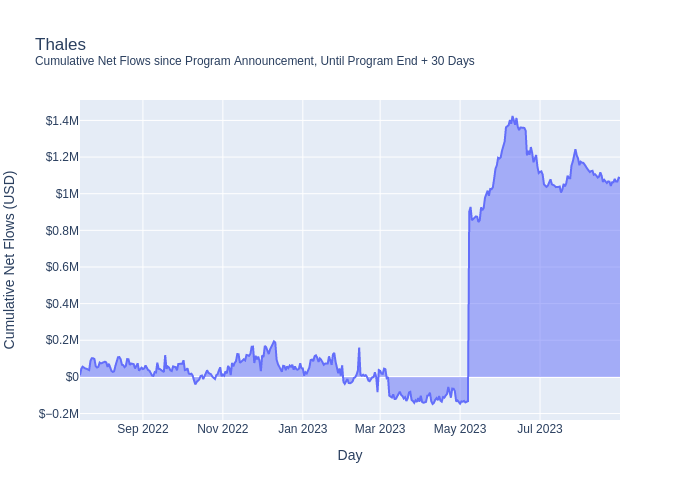 Thales
Cumulative Net Flows since Program Announcement, Until Program End + 30 Days
Cumulative Net Flows (USD)
$1.4M
$1.2M
$1M
$0.8M
$0.6M
$0.4M
$0.2M
$0
$−0.2M
Sep 2022
Nov 2022
Jan 2023
Mar 2023
May 2023
Jul 2023
Day